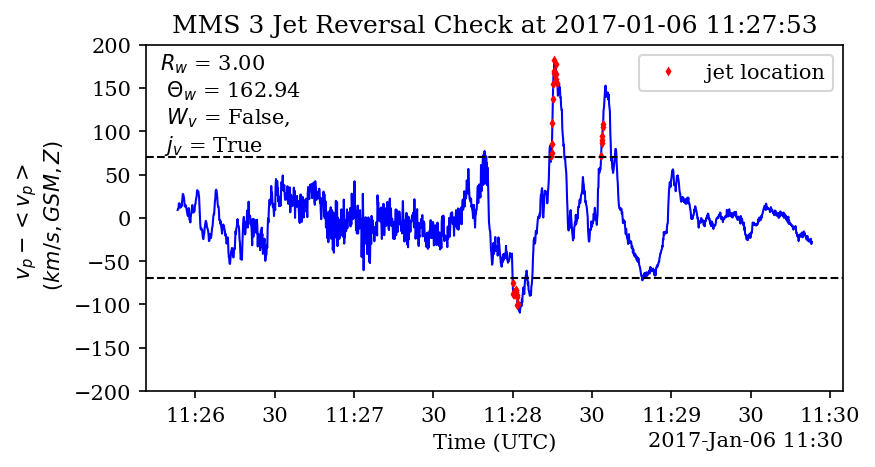 MMS 3 Jet Reversal Check at 2017-01-06 11:27:53
R_w = 3.00
Θ_w = 162.94
W_v = False,
j_v = True
jet location
v_p − < v_p >
(km/s, GSM, Z)
200
150
100
50
0
−50
−100
−150
−200
11:26 30 11:27 30 11:28 30 11:29 30 11:30
Time (UTC)
2017-Jan-06 11:30